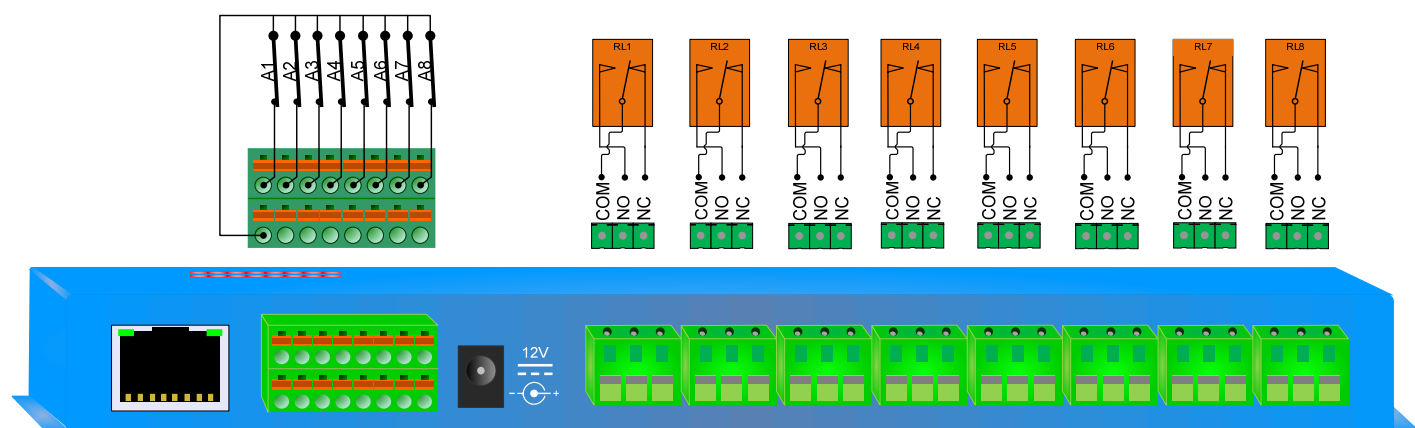 A1 A2 A3 A4 A5 A6 A7 A8
RL1 RL2 RL3 RL4 RL5 RL6 RL7 RL8
COM NO NC COM NO NC COM NO NC COM NO NC COM NO NC COM NO NC COM NO NC COM NO NC
12V
- +